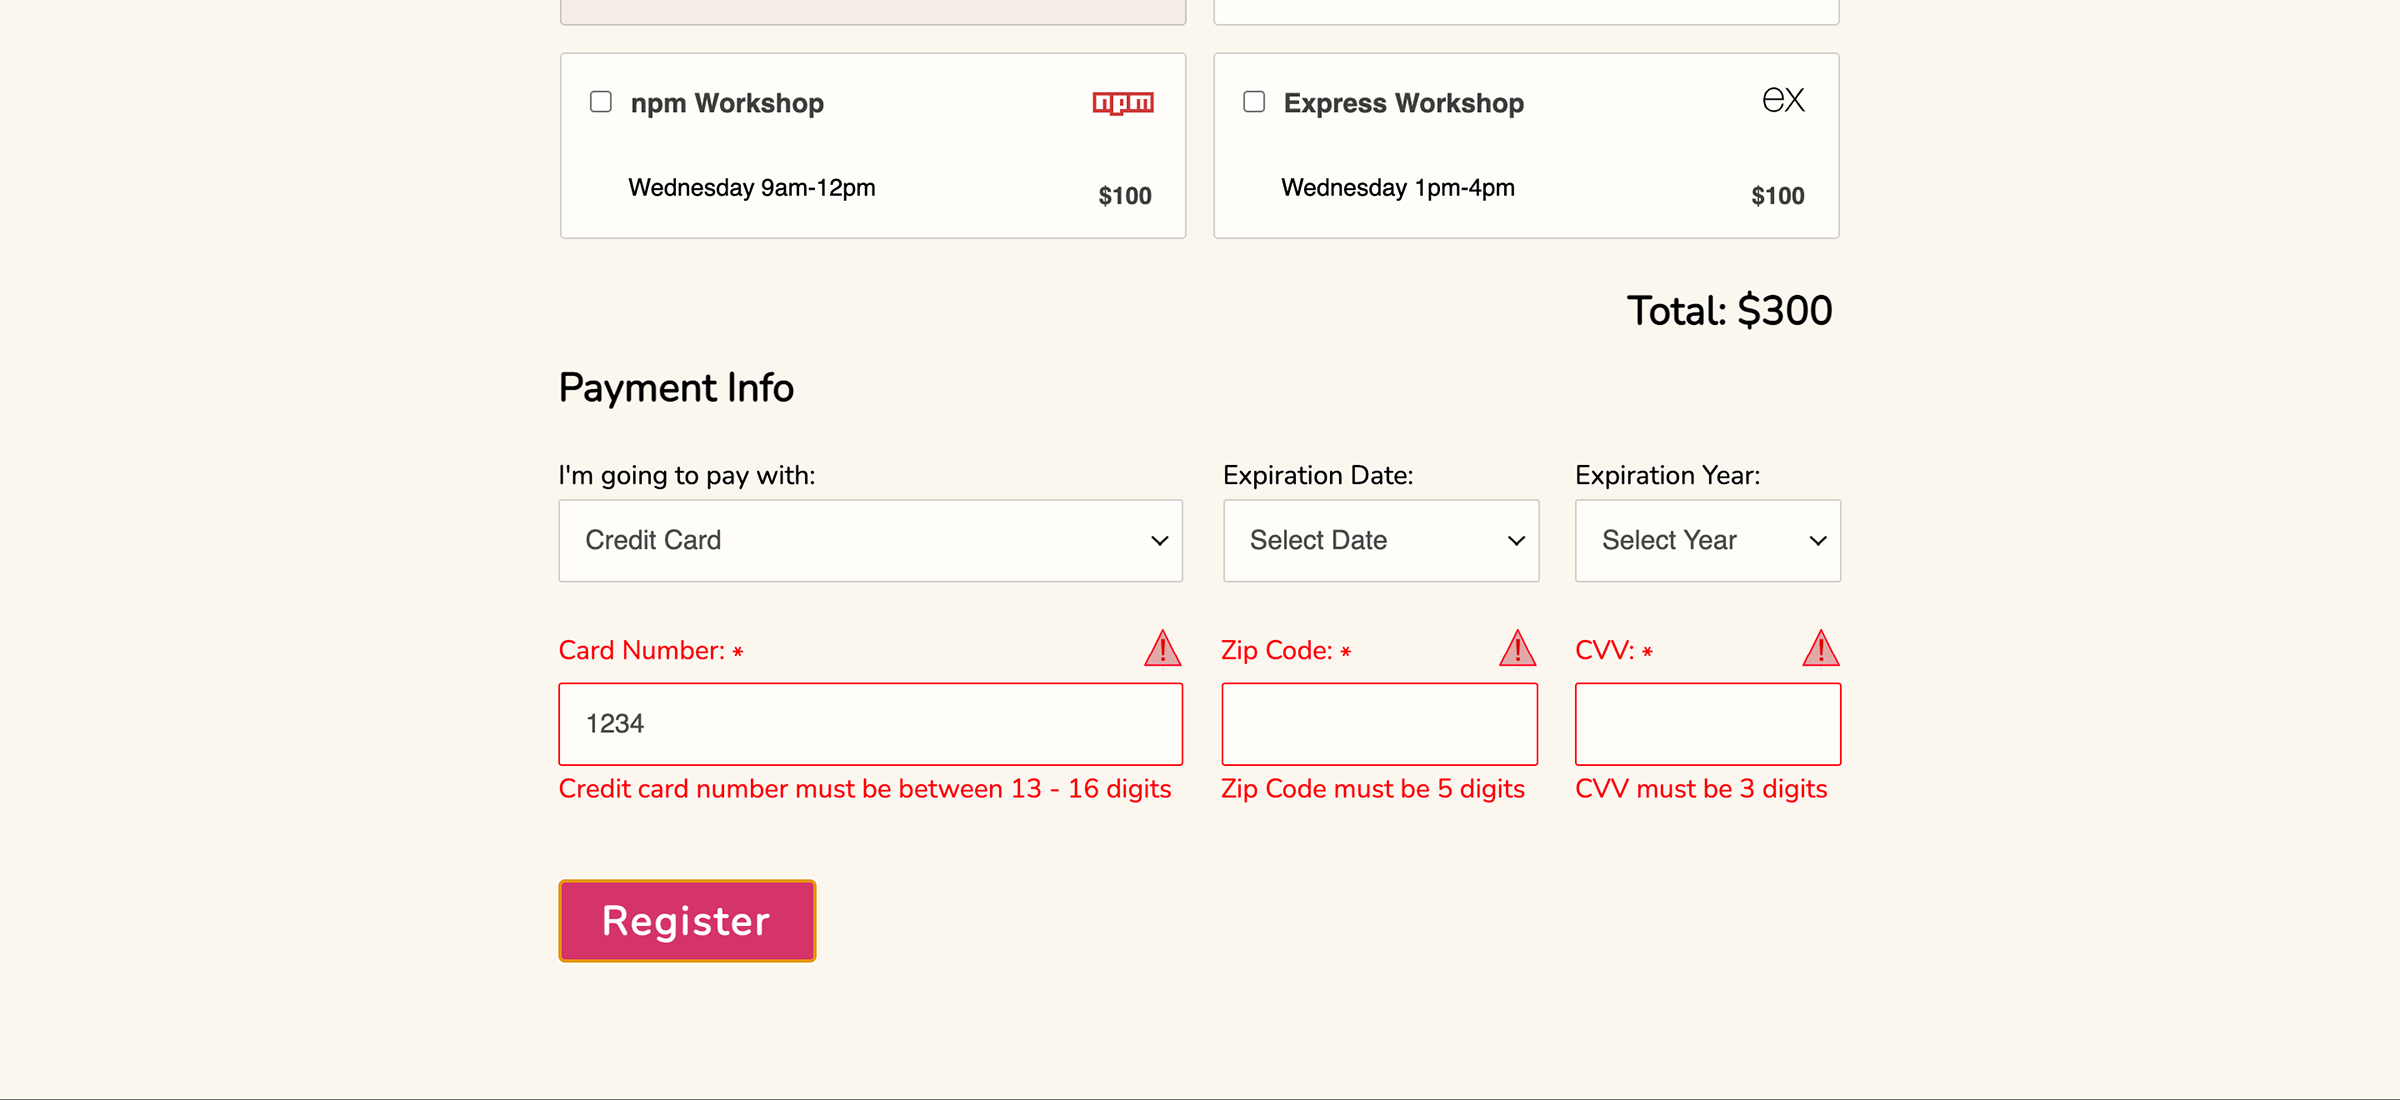 npm Workshop
npm
Wednesday 9am-12pm
$100
Express Workshop
ex
Wednesday 1pm-4pm
$100
Total: $300
Payment Info
I'm going to pay with:
Credit Card
Expiration Date:
Select Date
Expiration Year:
Select Year
Card Number: *
1234
Credit card number must be between 13 - 16 digits
Zip Code: *
Zip Code must be 5 digits
CVV: *
CVV must be 3 digits
Register